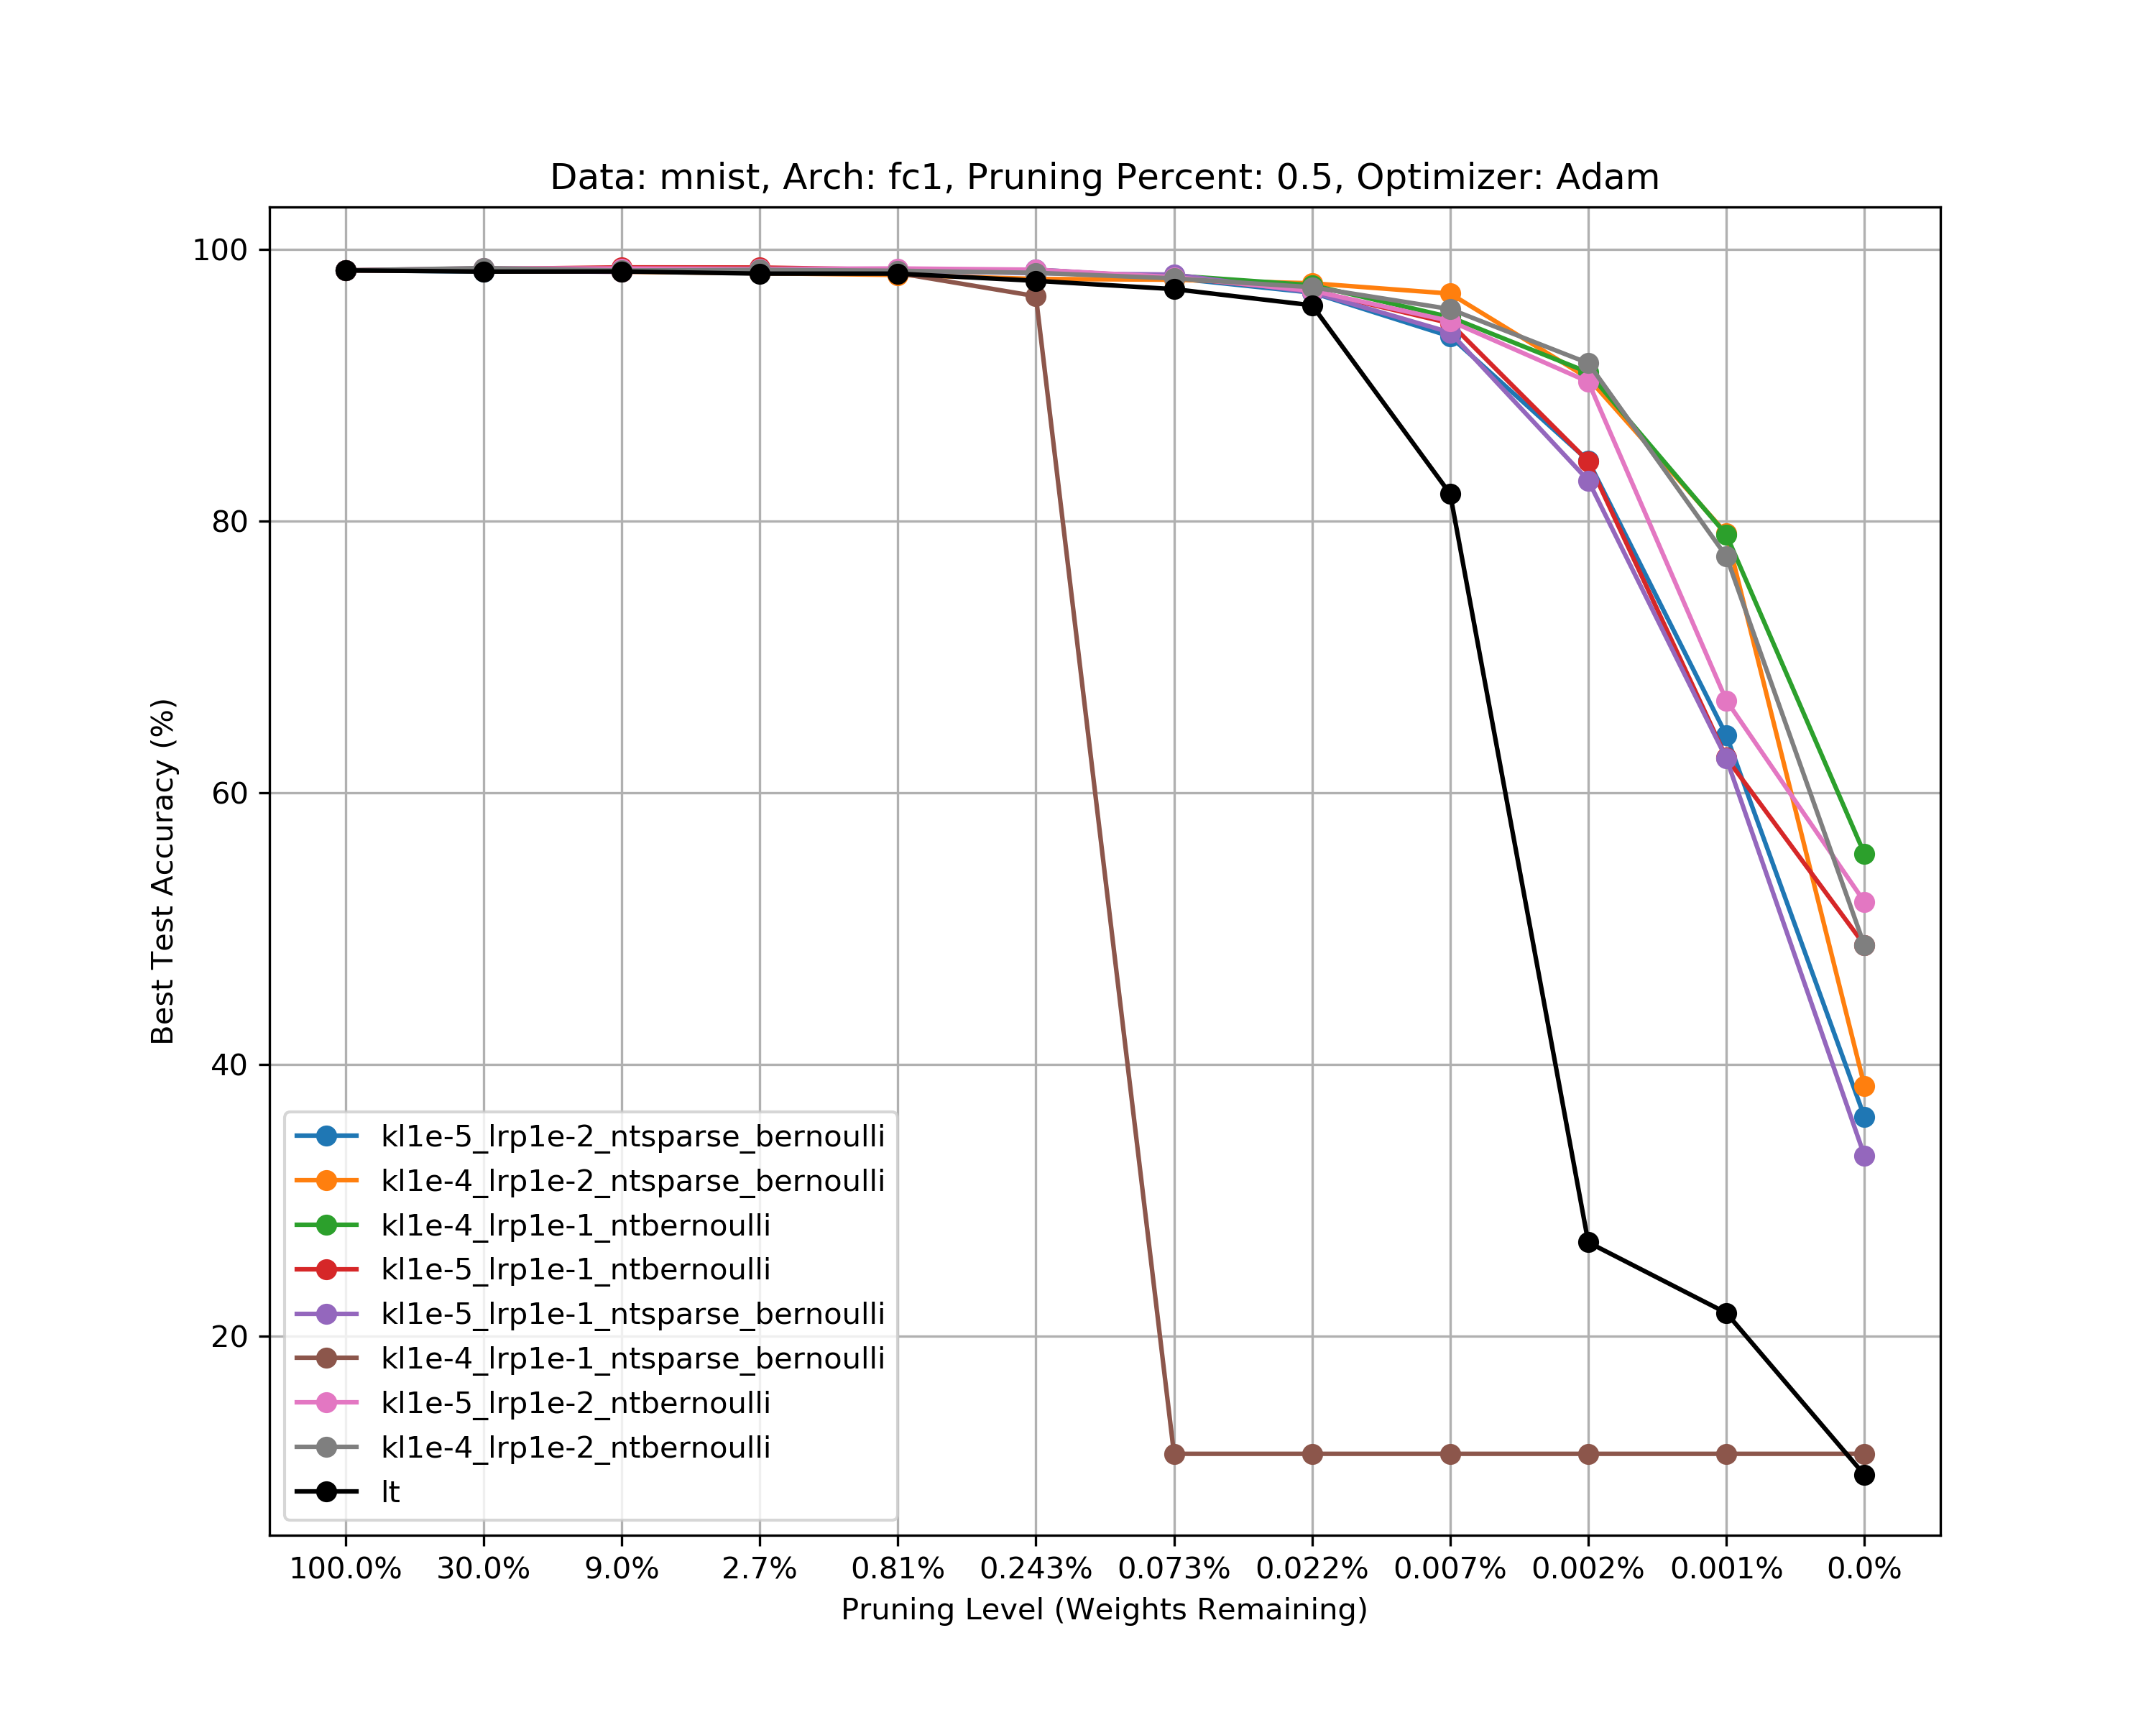 Data: mnist, Arch: fc1, Pruning Percent: 0.5, Optimizer: Adam
100
80
60
40
20
Best Test Accuracy (%)
kl1e-5_lrp1e-2_ntsparse_bernoulli
kl1e-4_lrp1e-2_ntsparse_bernoulli
kl1e-4_lrp1e-1_ntbernoulli
kl1e-5_lrp1e-1_ntbernoulli
kl1e-5_lrp1e-1_ntsparse_bernoulli
kl1e-4_lrp1e-1_ntsparse_bernoulli
kl1e-5_lrp1e-2_ntbernoulli
kl1e-4_lrp1e-2_ntbernoulli
lt
100.0% 30.0% 9.0% 2.7% 0.81% 0.243% 0.073% 0.022% 0.007% 0.002% 0.001% 0.0%
Pruning Level (Weights Remaining)